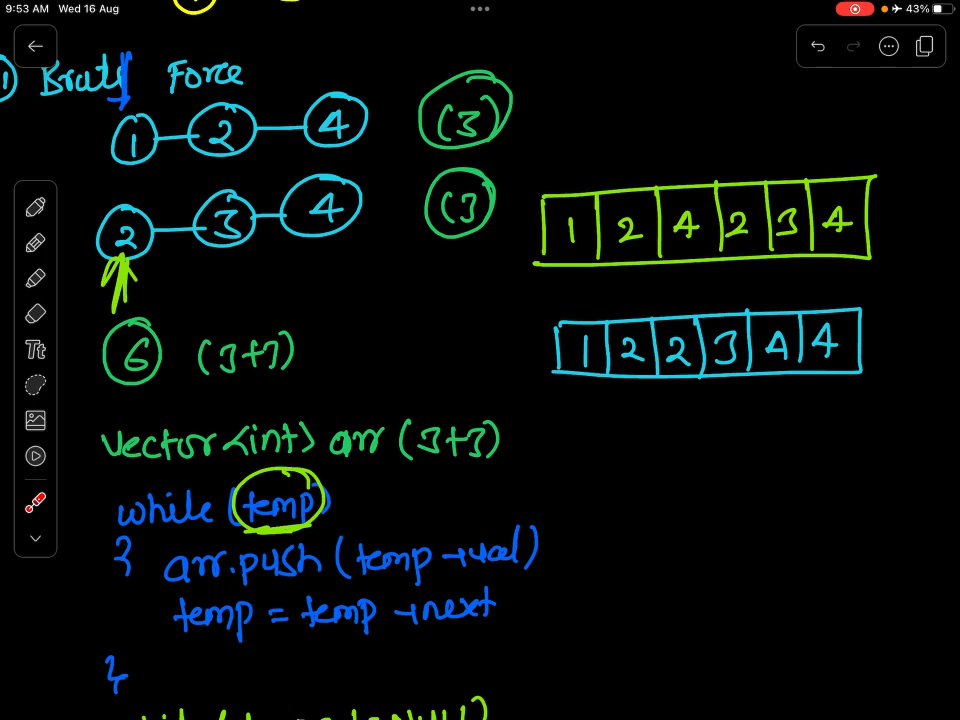 9:53 AM Wed 16 Aug 43%
1) Brute Force
1 2 4 (3)
2 3 4 (3)
1 2 4 2 3 4
6 (3+3)
1 2 2 3 4 4
Tt
vector<int> arr (3+3)
while (temp)
{ arr.push (temp→val)
temp = temp →next
}